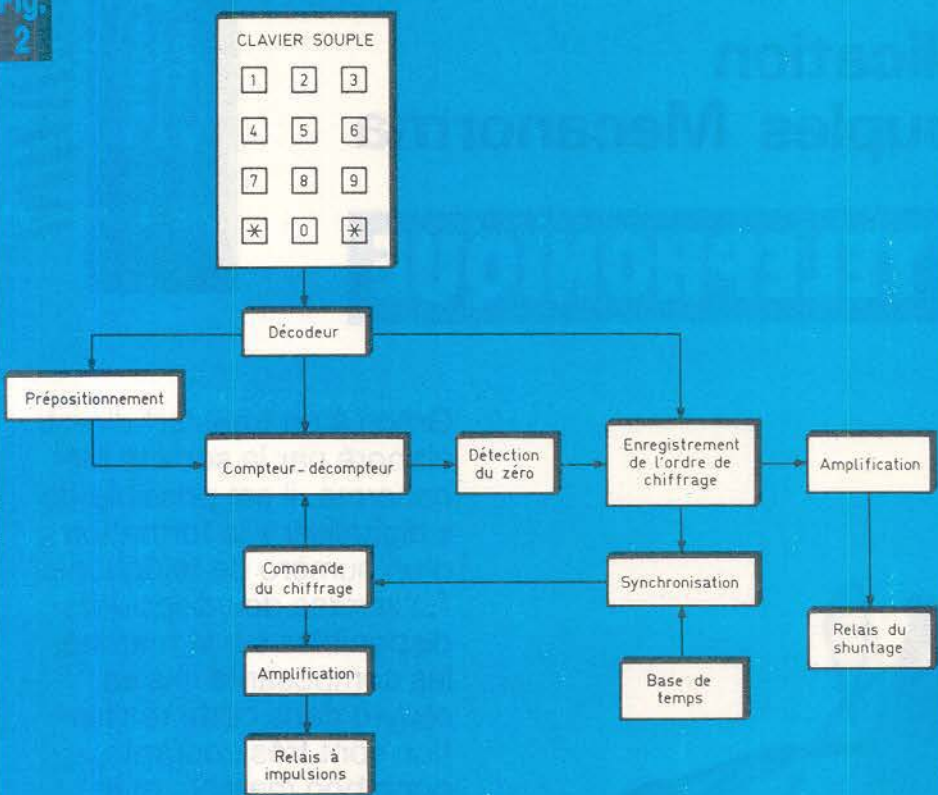 Fig.
2
CLAVIER SOUPLE
1 2 3
4 5 6
7 8 9
* 0 *
Décodeur
Prépositionnement
Compteur-décompteur
Détection
du zéro
Enregistrement
de l'ordre de
chiffrage
Amplification
Commande
du chiffrage
Synchronisation
Relais du
shuntage
Amplification
Base de
temps
Relais à
impulsions